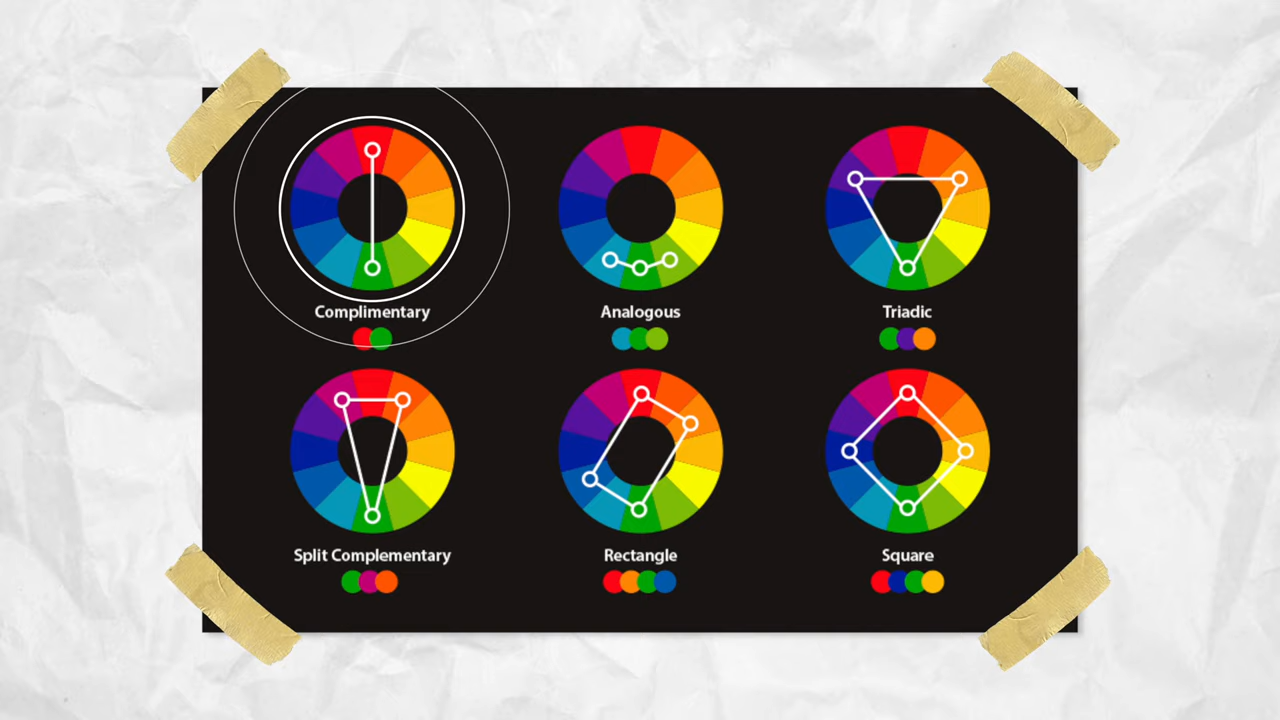 Complimentary
Analogous
Triadic
Split Complementary
Rectangle
Square